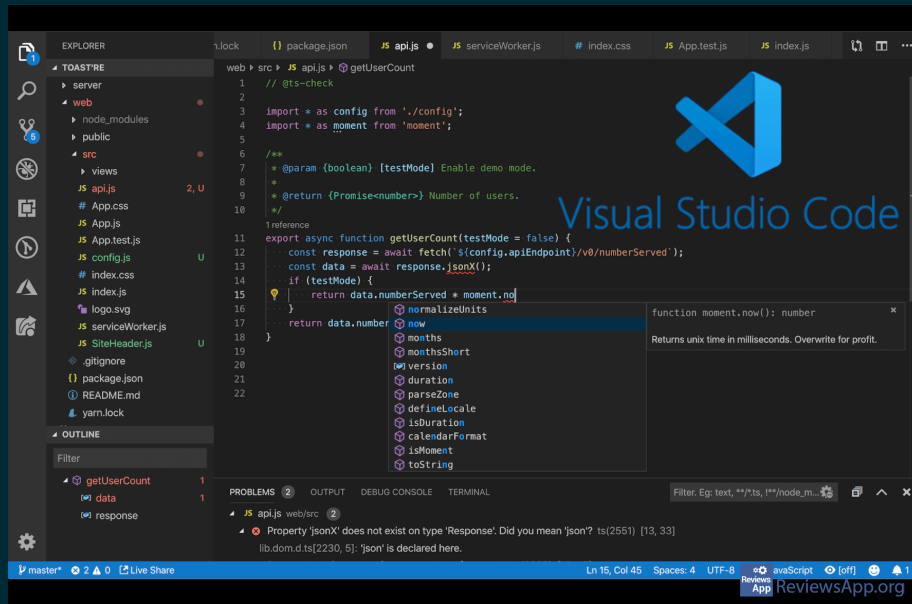 EXPLORER
TOAST'RE
server
web
node_modules
public
src
views
JS api.js 2, U
# App.css
JS App.js
JS App.test.js
JS config.js U
# index.css
JS index.js
logo.svg
JS serviceWorker.js
JS SiteHeader.js U
.gitignore
{} package.json
README.md
yarn.lock
OUTLINE
Filter
getUserCount 1
data 1
response
1
5
n.lock {} package.json JS api.js ● JS serviceWorker.js # index.css JS App.test.js JS index.js
web src JS api.js getUserCount
1 // @ts-check
2
3 import * as config from './config';
4 import * as moment from 'moment';
5
6 /**
7 * @param {boolean} [testMode] Enable demo mode.
8 *
9 * @return {Promise<number>} Number of users.
10 */
1 reference
11 export async function getUserCount(testMode = false) {
12 const response = await fetch(`${config.apiEndpoint}/v0/numberServed`);
13 const data = await response.jsonX();
14 if (testMode) {
15 return data.numberServed * moment.no
16 }
17 return data.number
18 }
19
20
21
22
Visual Studio Code
normalizeUnits
now
months
monthsShort
version
duration
parseZone
defineLocale
isDuration
calendarFormat
isMoment
toString
function moment.now(): number ×
Returns unix time in milliseconds. Overwrite for profit.
PROBLEMS 2 OUTPUT DEBUG CONSOLE TERMINAL Filter. Eg: text, **/*.ts, !**/node_m...
JS api.js web/src 2
Property 'jsonX' does not exist on type 'Response'. Did you mean 'json'? ts(2551) [13, 33]
lib.dom.d.ts[2230, 5]: 'json' is declared here.
master* 2 0 Live Share Ln 15, Col 45 Spaces: 4 UTF-8 avaScript [off] 1
Reviews
App ReviewsApp.org